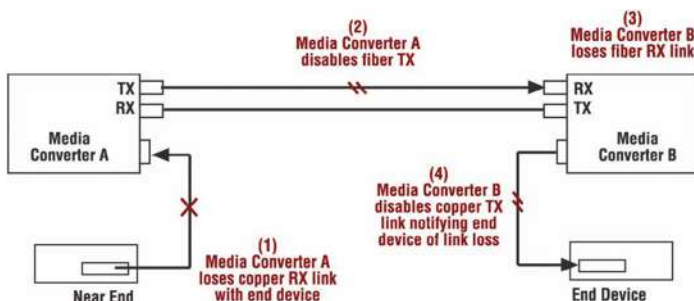 (2)
Media Converter A
disables fiber TX
(3)
Media Converter B
loses fiber RX link
TX
RX
Media
Converter A
RX
TX
Media
Converter B
(4)
Media Converter B
disables copper TX
link notifying end
device of link loss
(1)
Media Converter A
loses copper RX link
with end device
Near End
End Device